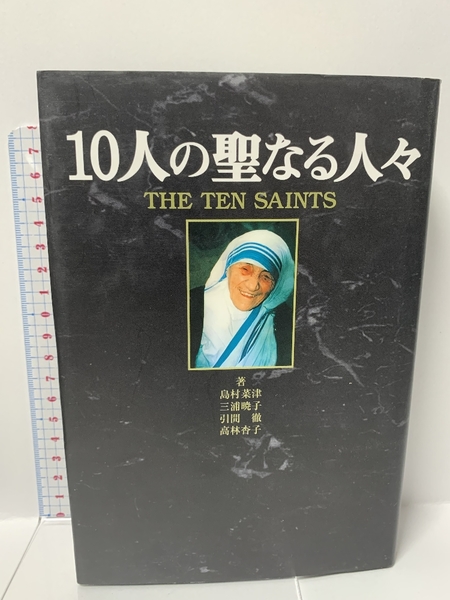 10人の聖なる人々
THE TEN SAINTS
著
島村菜津
三浦暁子
引間 徹
高林杏子